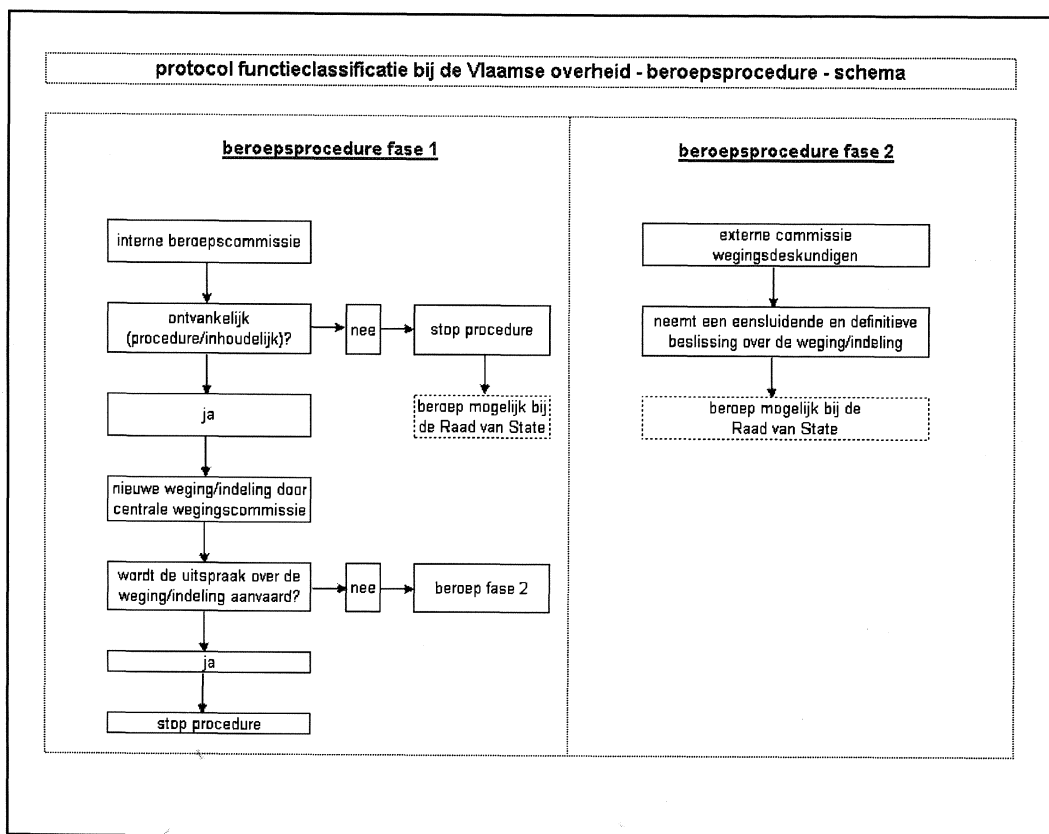 protocol functieclassificatie bij de Vlaamse overheid - beroepsprocedure - schema
beroepsprocedure fase 1
interne beroepscommissie
ontvankelijk
(procedure/inhoudelijk)?
nee
stop procedure
beroep mogelijk bij
de Raad van State
ja
nieuwe weging/indeling door
centrale wegingscommissie
wordt de uitspraak over de
weging/indeling aanvaard?
nee
beroep fase 2
ja
stop procedure
beroepsprocedure fase 2
externe commissie
wegingsdeskundigen
neemt een eensluidende en definitieve
beslissing over de weging/indeling
beroep mogelijk bij de
Raad van State